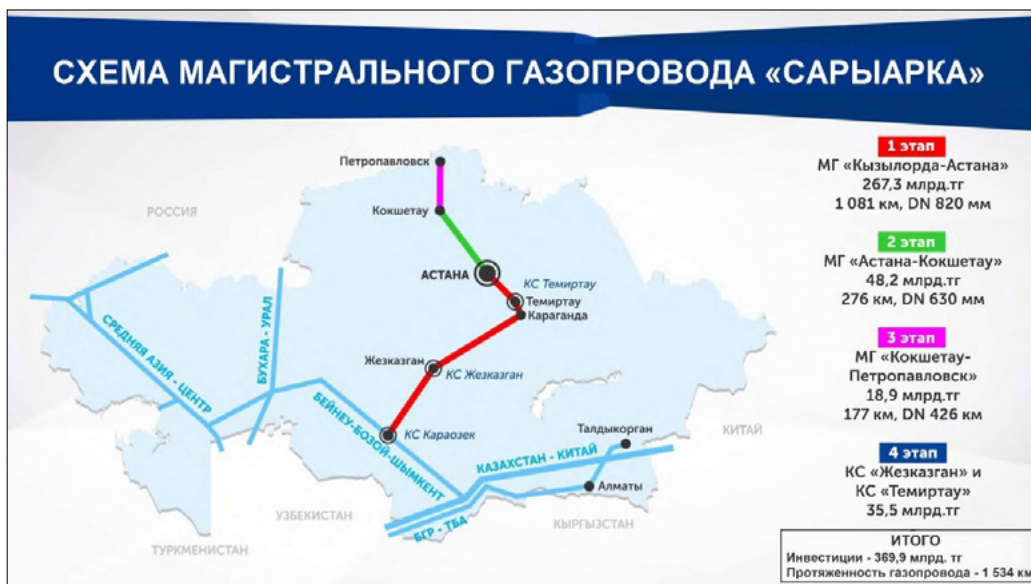 СХЕМА МАГИСТРАЛЬНОГО ГАЗОПРОВОДА «САРЫАРКА»
Петропавловск
РОССИЯ
Кокшетау
АСТАНА
КС Темиртау
Темиртау
Караганда
СРЕДНЯЯ АЗИЯ - ЦЕНТР
БУХАРА - УРАЛ
Жезказган
КС Жезказган
БЕЙНЕУ-БОЗОЙ-ШЫМКЕНТ
КС Караозек
Талдыкорган
КИТАЙ
КАЗАХСТАН - КИТАЙ
Алматы
УЗБЕКИСТАН
БГР - ТБА
КЫРГЫЗСТАН
ТУРКМЕНИСТАН
1 этап
МГ «Кызылорда-Астана»
267,3 млрд.тг
1 081 км, DN 820 мм
2 этап
МГ «Астана-Кокшетау»
48,2 млрд.тг
276 км, DN 630 мм
3 этап
МГ «Кокшетау-
Петропавловск»
18,9 млрд.тг
177 км, DN 426 км
4 этап
КС «Жезказган» и
КС «Темиртау»
35,5 млрд.тг
ИТОГО
Инвестиции - 369,9 млрд. тг
Протяженность газопровода - 1 534 км